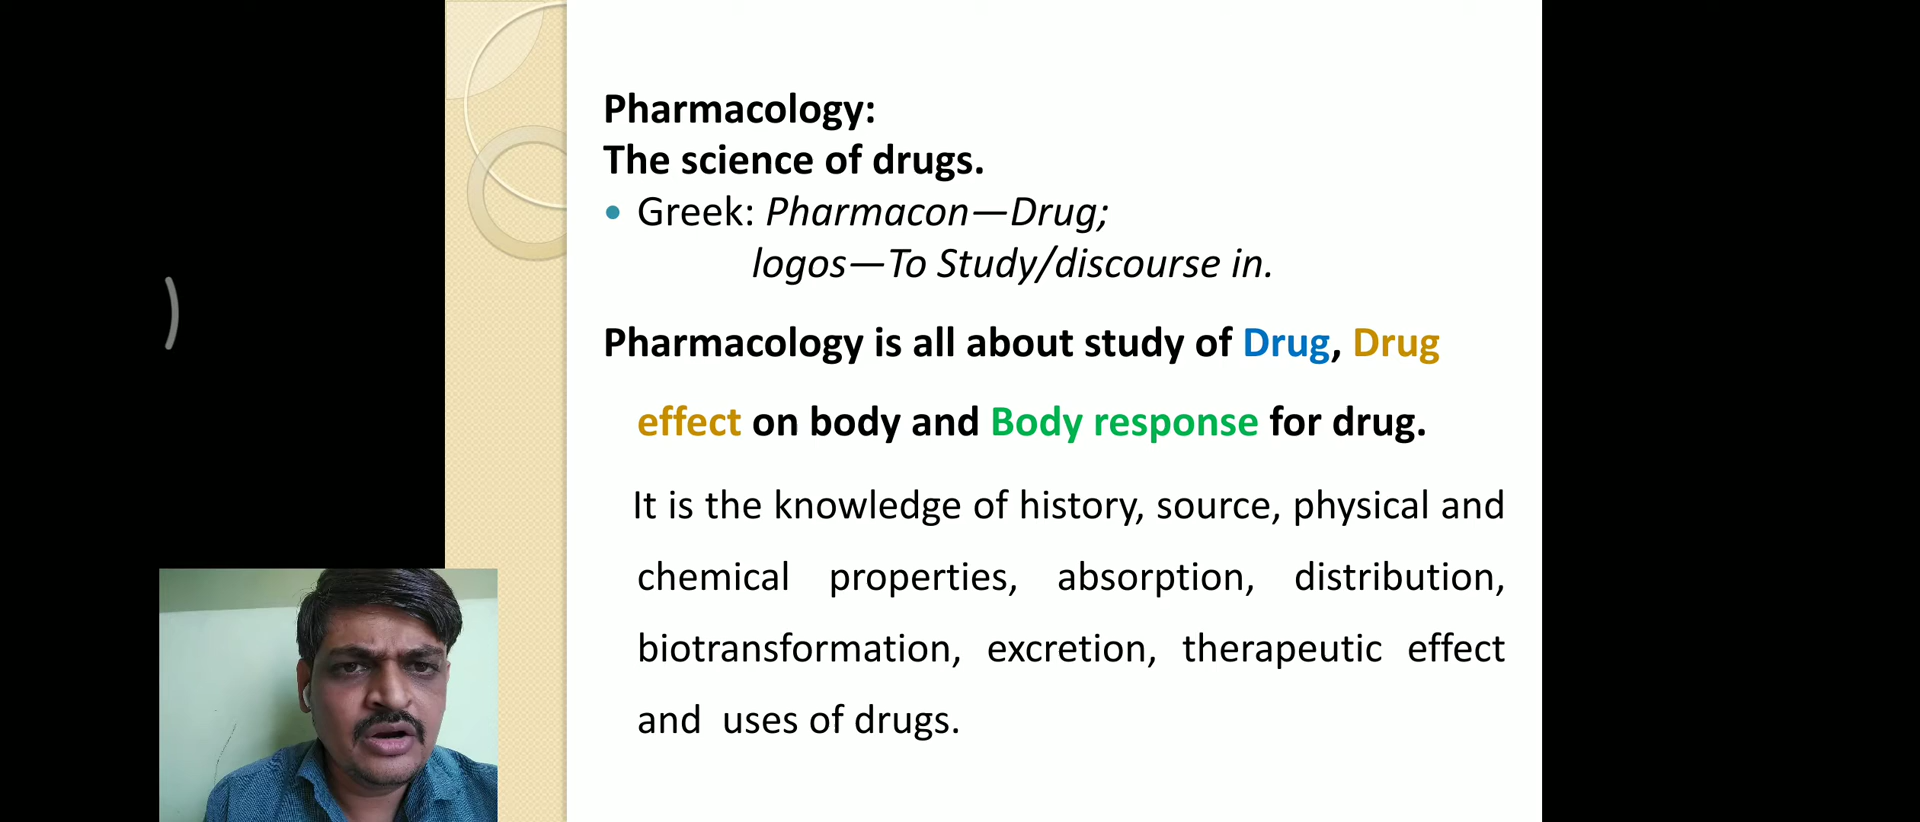 Pharmacology:
The science of drugs.
• Greek: Pharmacon—Drug;
logos—To Study/discourse in.
Pharmacology is all about study of Drug, Drug
effect on body and Body response for drug.
It is the knowledge of history, source, physical and
chemical properties, absorption, distribution,
biotransformation, excretion, therapeutic effect
and uses of drugs.